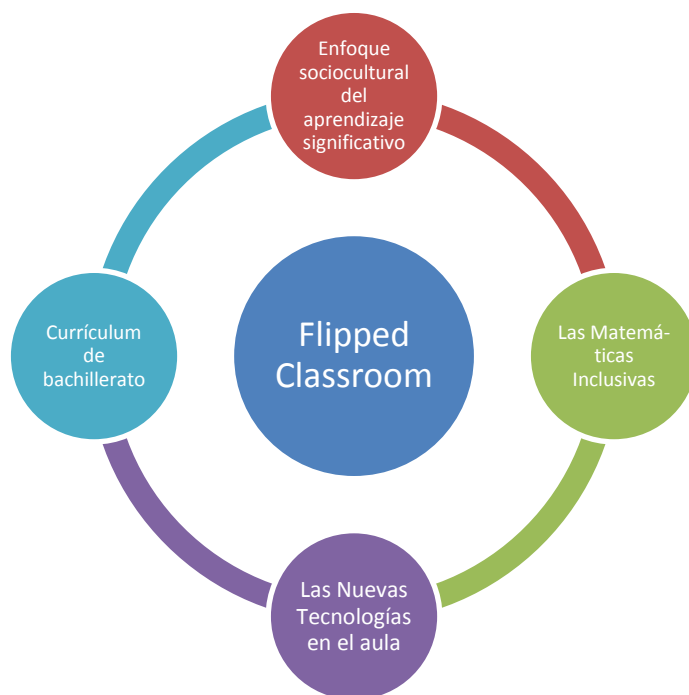 Enfoque
sociocultural
del
aprendizaje
significativo
Currículum
de
bachillerato
Flipped
Classroom
Las Matemá-
ticas
Inclusivas
Las Nuevas
Tecnologías
en el aula